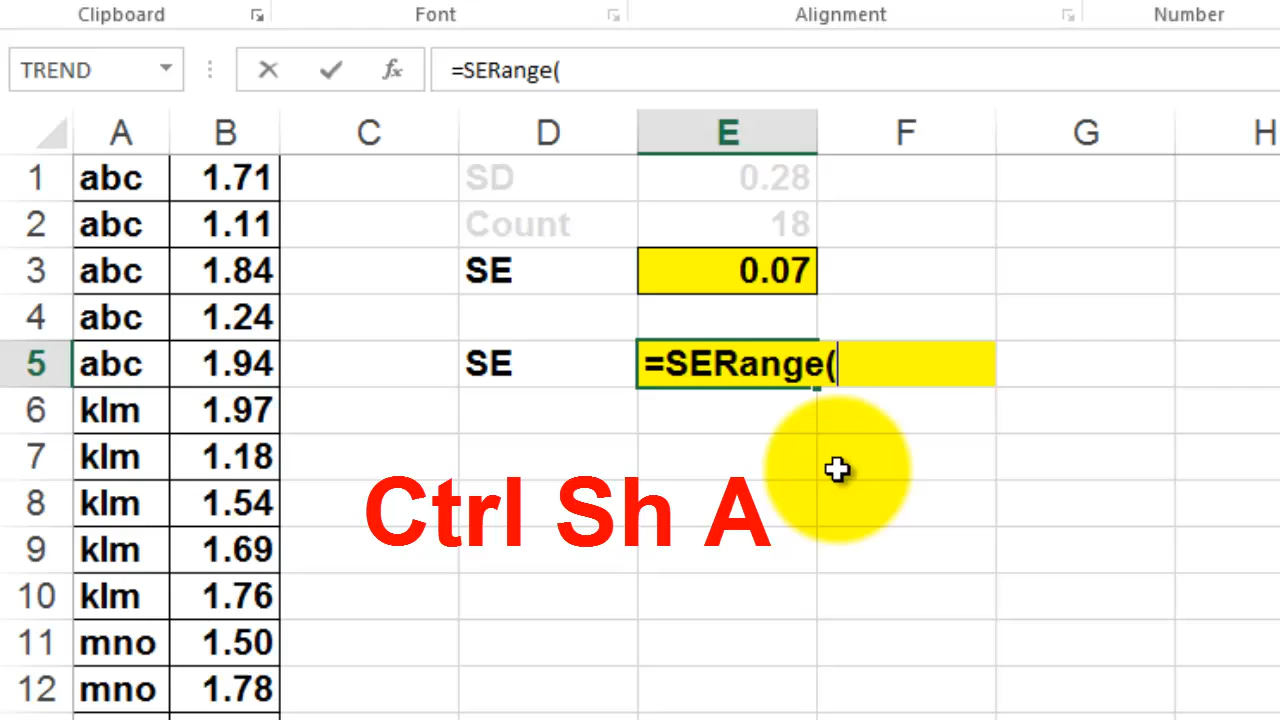 Clipboard Font Alignment Number
TREND fx =SERange(
A B C D E F G H
1 abc 1.71 SD 0.28
2 abc 1.11 Count 18
3 abc 1.84 SE 0.07
4 abc 1.24
5 abc 1.94 SE =SERange(
6 klm 1.97
7 klm 1.18
8 klm 1.54
Ctrl Sh A
9 klm 1.69
10 klm 1.76
11 mno 1.50
12 mno 1.78